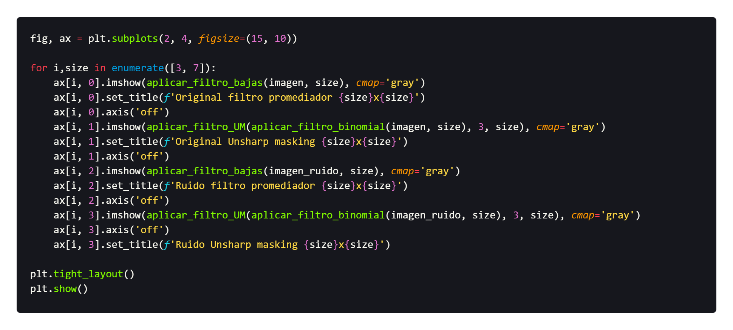 fig, ax = plt.subplots(2, 4, figsize=(15, 10))
for i,size in enumerate([3, 7]):
    ax[i, 0].imshow(aplicar_filtro_bajas(imagen, size), cmap='gray')
    ax[i, 0].set_title(f'Original filtro promediador {size}x{size}')
    ax[i, 0].axis('off')
    ax[i, 1].imshow(aplicar_filtro_UM(aplicar_filtro_binomial(imagen, size), 3, size), cmap='gray')
    ax[i, 1].set_title(f'Original Unsharp masking {size}x{size}')
    ax[i, 1].axis('off')
    ax[i, 2].imshow(aplicar_filtro_bajas(imagen_ruido, size), cmap='gray')
    ax[i, 2].set_title(f'Ruido filtro promediador {size}x{size}')
    ax[i, 2].axis('off')
    ax[i, 3].imshow(aplicar_filtro_UM(aplicar_filtro_binomial(imagen_ruido, size), 3, size), cmap='gray')
    ax[i, 3].axis('off')
    ax[i, 3].set_title(f'Ruido Unsharp masking {size}x{size}')
plt.tight_layout()
plt.show()